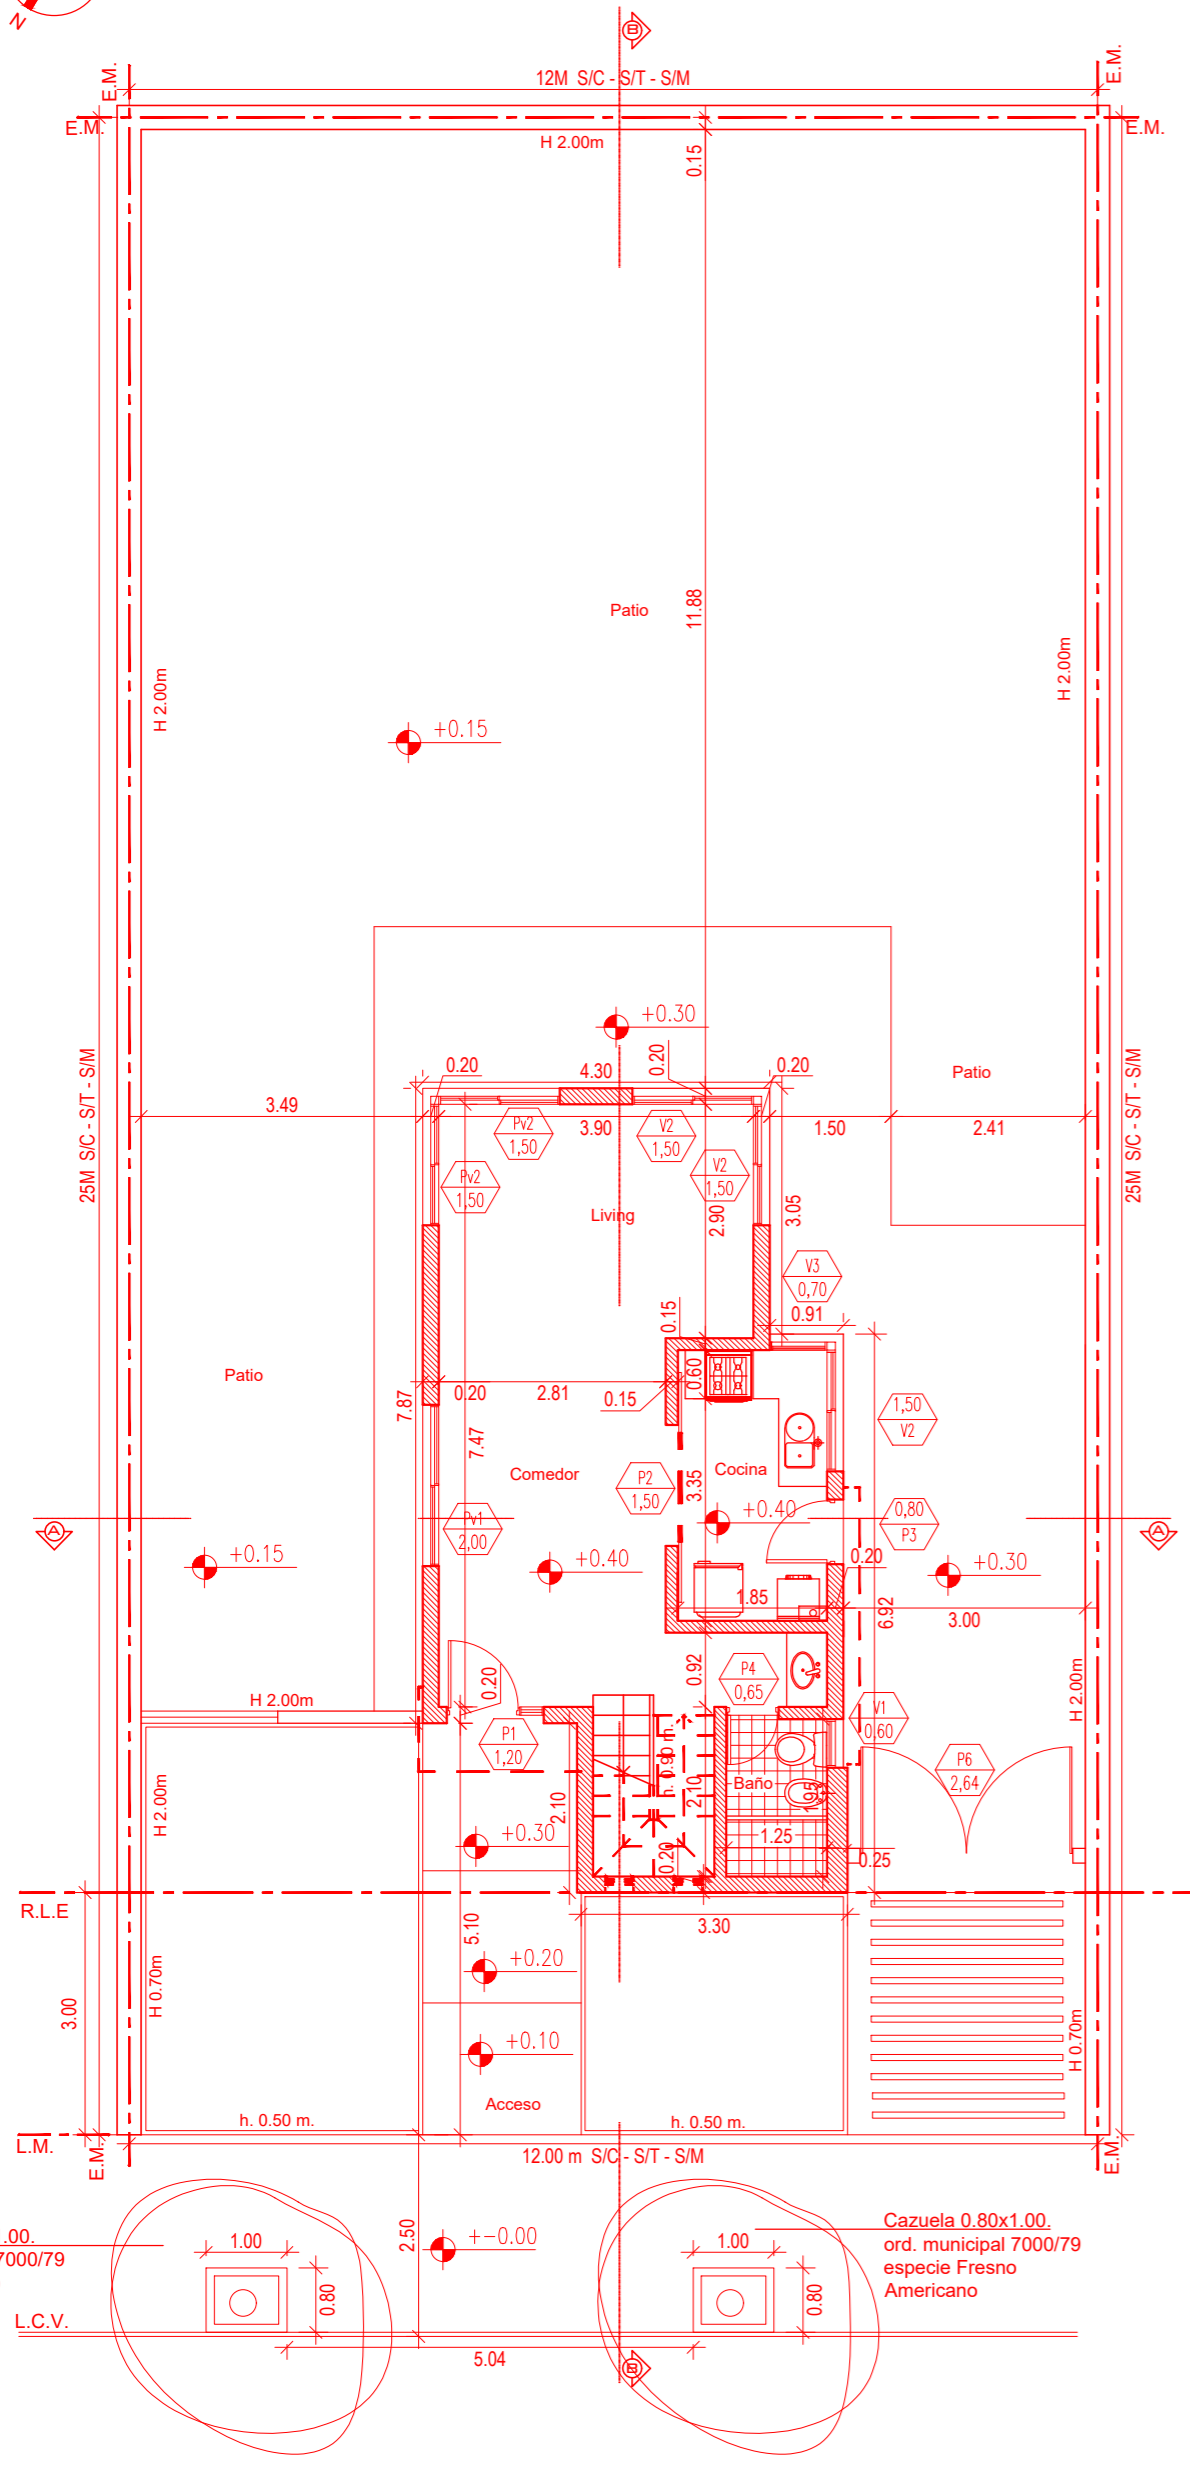 N
B
12M S/C - S/T - S/M
E.M.
E.M.
E.M.
E.M.
H 2.00m
0.15
Patio
11.88
H 2.00m
H 2.00m
+0.15
+0.30
25M S/C - S/T - S/M
25M S/C - S/T - S/M
0.20
4.30
0.20
0.20
Patio
3.49
3.90
1.50
2.41
Pv2
1,50
V2
1,50
Pv2
1,50
V2
1,50
Living
2.90
3.05
V3
0,70
0.91
0.15
0.60
Patio
7.87
0.20
2.81
0.15
7.47
1,50
V2
Comedor
P2
1,50
Cocina
3.35
+0.40
0,80
P3
A
A
Pv1
2,00
+0.15
+0.40
0.20
+0.30
1.85
6.92
3.00
0.92
P4
0,65
0.20
H 2.00m
H 2.00m
P1
1,20
V1
0,60
h. 0.90 m.
P6
2,64
Baño
H 2.00m
2.10
2.10
1.95
+0.30
1.25
0.20
0.25
R.L.E
3.30
5.10
+0.20
H 0.70m
3.00
+0.10
H 0.70m
Acceso
h. 0.50 m.
h. 0.50 m.
L.M.
E.M.
12.00 m S/C - S/T - S/M
E.M.
.00.
7000/79
1.00
2.50
+-0.00
1.00
Cazuela 0.80x1.00.
ord. municipal 7000/79
especie Fresno
Americano
0.80
0.80
L.C.V.
5.04
B